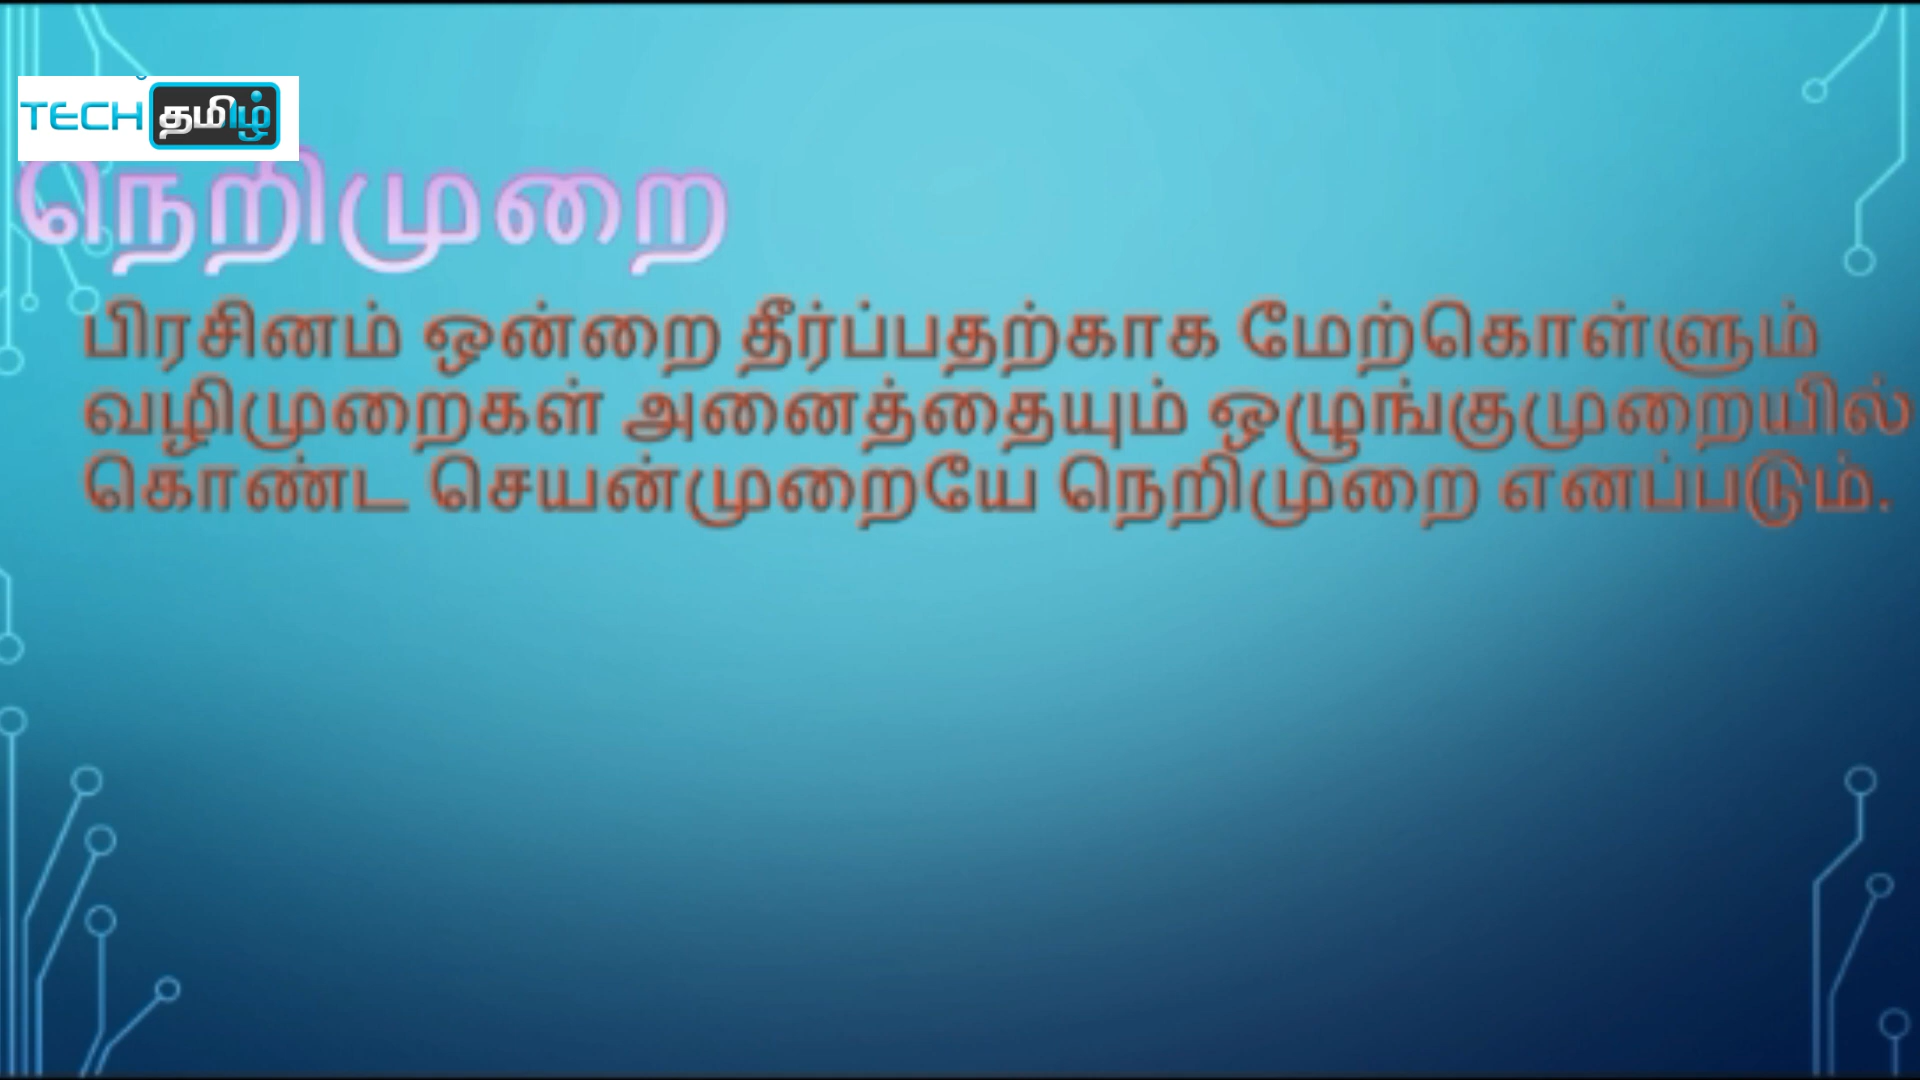 TECH தமிழ்
நெறிமுறை
பிரசினம் ஒன்றை தீர்ப்பதற்காக மேற்கொள்ளும்
வழிமுறைகள் அனைத்தையும் ஒழுங்குமுறையில்
கொண்ட செயன்முறையே நெறிமுறை எனப்படும்.